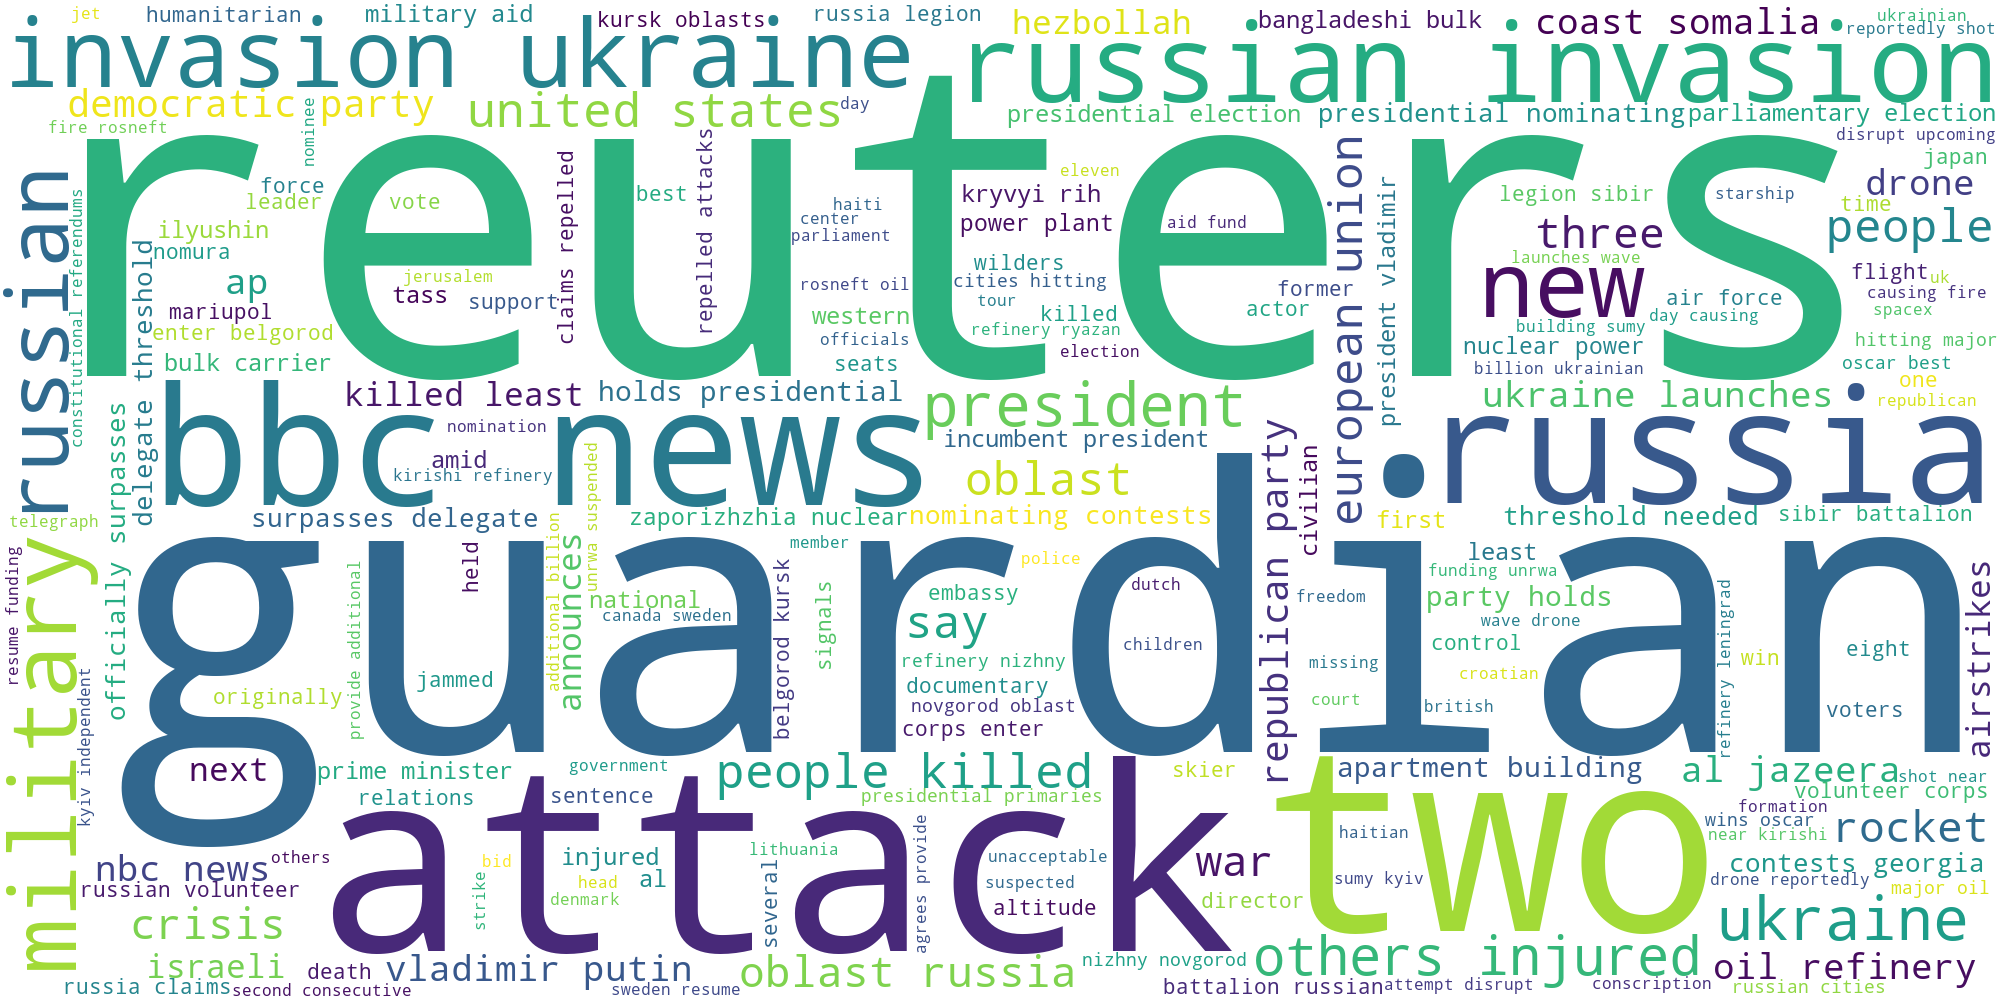 jet
humanitarian
military aid
kursk oblasts
russia legion
hezbollah
bangladeshi bulk
coast somalia
ukrainian
reportedly shot
invasion ukraine
russian invasion
democratic party
united states
day
presidential election
presidential nominating
parliamentary election
fire rosneft
nominee
disrupt upcoming
japan
reuters
russian
constitutional referendums
force
leader
vote
claims repelled
best
repelled attacks
haiti
center
parliament
eleven
kryvyi rih
power plant
aid fund
european union
president vladimir
legion sibir
starship
drone
time
people
ilyushin
nomura
delegate threshold
ap
jerusalem
tass
support
rosneft oil
wilders
cities hitting
tour
former
three
launches wave
new
flight
uk
causing fire
spacex
air force
day causing
mariupol
enter belgorod
bulk carrier
western
officials
seats
killed
refinery ryazan
election
actor
building sumy
nuclear power
billion ukrainian
hitting major
oscar best
one
republican
killed least
holds presidential
president
ukraine launches
bbc news
nomination
amid
kirishi refinery
incumbent president
oblast
russia
officially surpasses
surpasses delegate
unrwa suspended
zaporizhzhia nuclear
nominating contests
republican party
civilian
first
threshold needed
sibir battalion
telegraph
military
resume funding
guardian
held
additional billion
announces
provide additional
member
police
least
funding unrwa
national
canada sweden
belgorod kursk
signals
embassy
say
dutch
children
freedom
party holds
wave drone
control
refinery leningrad
airstrikes
originally
jammed
refinery nizhny
documentary
novgorod oblast
corps enter
missing
court
croatian
british
win
eight
voters
kyiv independent
next
prime minister
relations
government
sentence
people killed
presidential primaries
skier
apartment building
al jazeera
shot near
volunteer corps
attack
two
formation
wins oscar
near kirishi
rocket
nbc news
others
russian volunteer
bid
injured
al
head
denmark
strike
lithuania
several
agrees provide
unacceptable
suspected
altitude
war
director
haitian
sumy kyiv
contests georgia
drone reportedly
major oil
crisis
israeli
death
vladimir putin
oblast russia
nizhny novgorod
others injured
ukraine
oil refinery
russia claims
second consecutive
sweden resume
battalion russian
attempt disrupt
conscription
russian cities